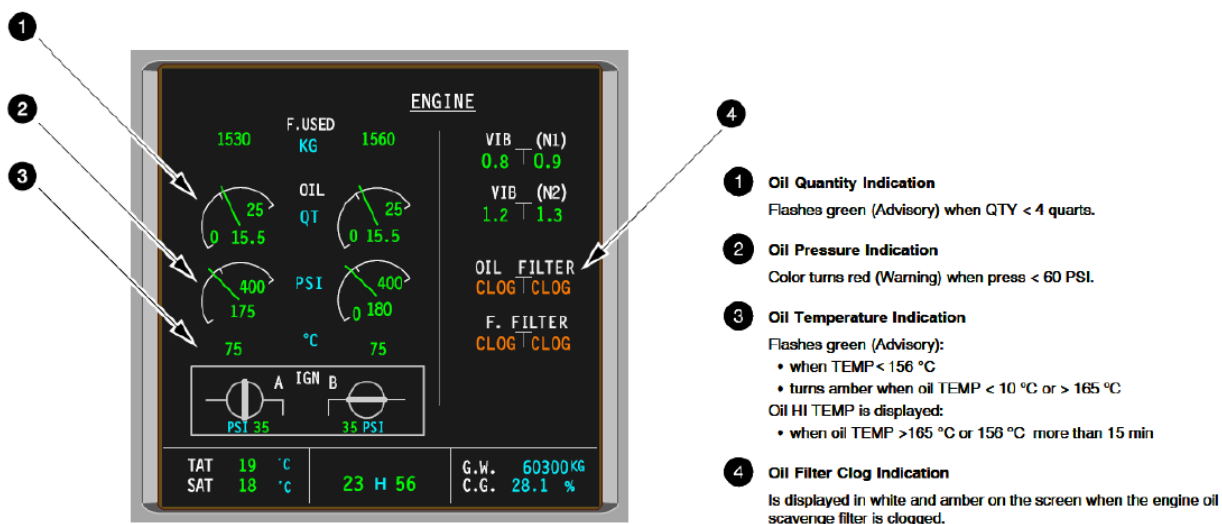 1
2
3
4
ENGINE
F.USED
1530 KG 1560
VIB (N1)
0.8 0.9
VIB (N2)
1.2 1.3
OIL
25 QT 25
0 15.5 0 15.5
OIL FILTER
CLOG CLOG
400 PSI 400
175 0 180
F. FILTER
CLOG CLOG
75 °C 75
A IGN B
PSI 35 35 PSI
TAT 19 °C
SAT 18 °C
23 H 56
G.W. 60300 KG
C.G. 28.1 %
1 Oil Quantity Indication
Flashes green (Advisory) when QTY < 4 quarts.
2 Oil Pressure Indication
Color turns red (Warning) when press < 60 PSI.
3 Oil Temperature Indication
Flashes green (Advisory):
• when TEMP< 156 °C
• turns amber when oil TEMP < 10 °C or > 165 °C
Oil HI TEMP is displayed:
• when oil TEMP >165 °C or 156 °C more than 15 min
4 Oil Filter Clog Indication
Is displayed in white and amber on the screen when the engine oil
scavenge filter is clogged.